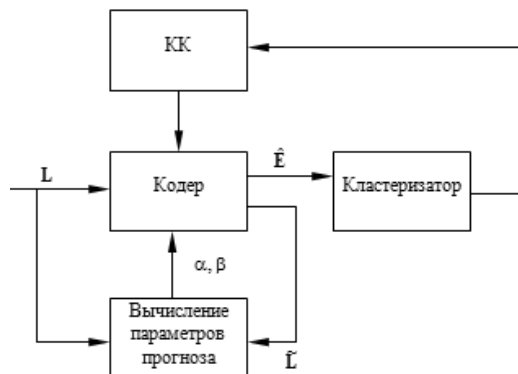 КК
L
Кодер
Ê
Кластеризатор
α, β
Вычисление
параметров
прогноза
L̃